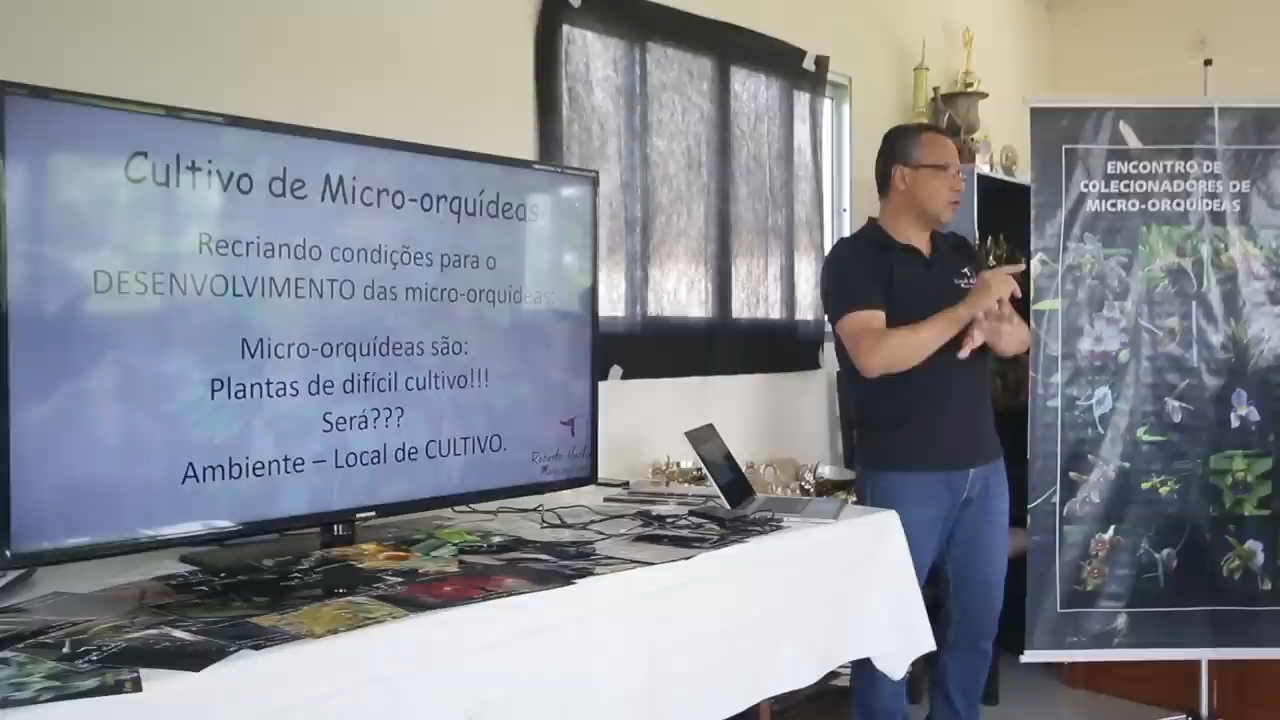 Cultivo de Micro-orquídeas
Recriando condições para o
DESENVOLVIMENTO das micro-orquídeas:
Micro-orquídeas são:
Plantas de difícil cultivo!!!
Será???
Ambiente – Local de CULTIVO.
Roberto
ENCONTRO DE
COLECIONADORES DE
MICRO-ORQUÍDEAS